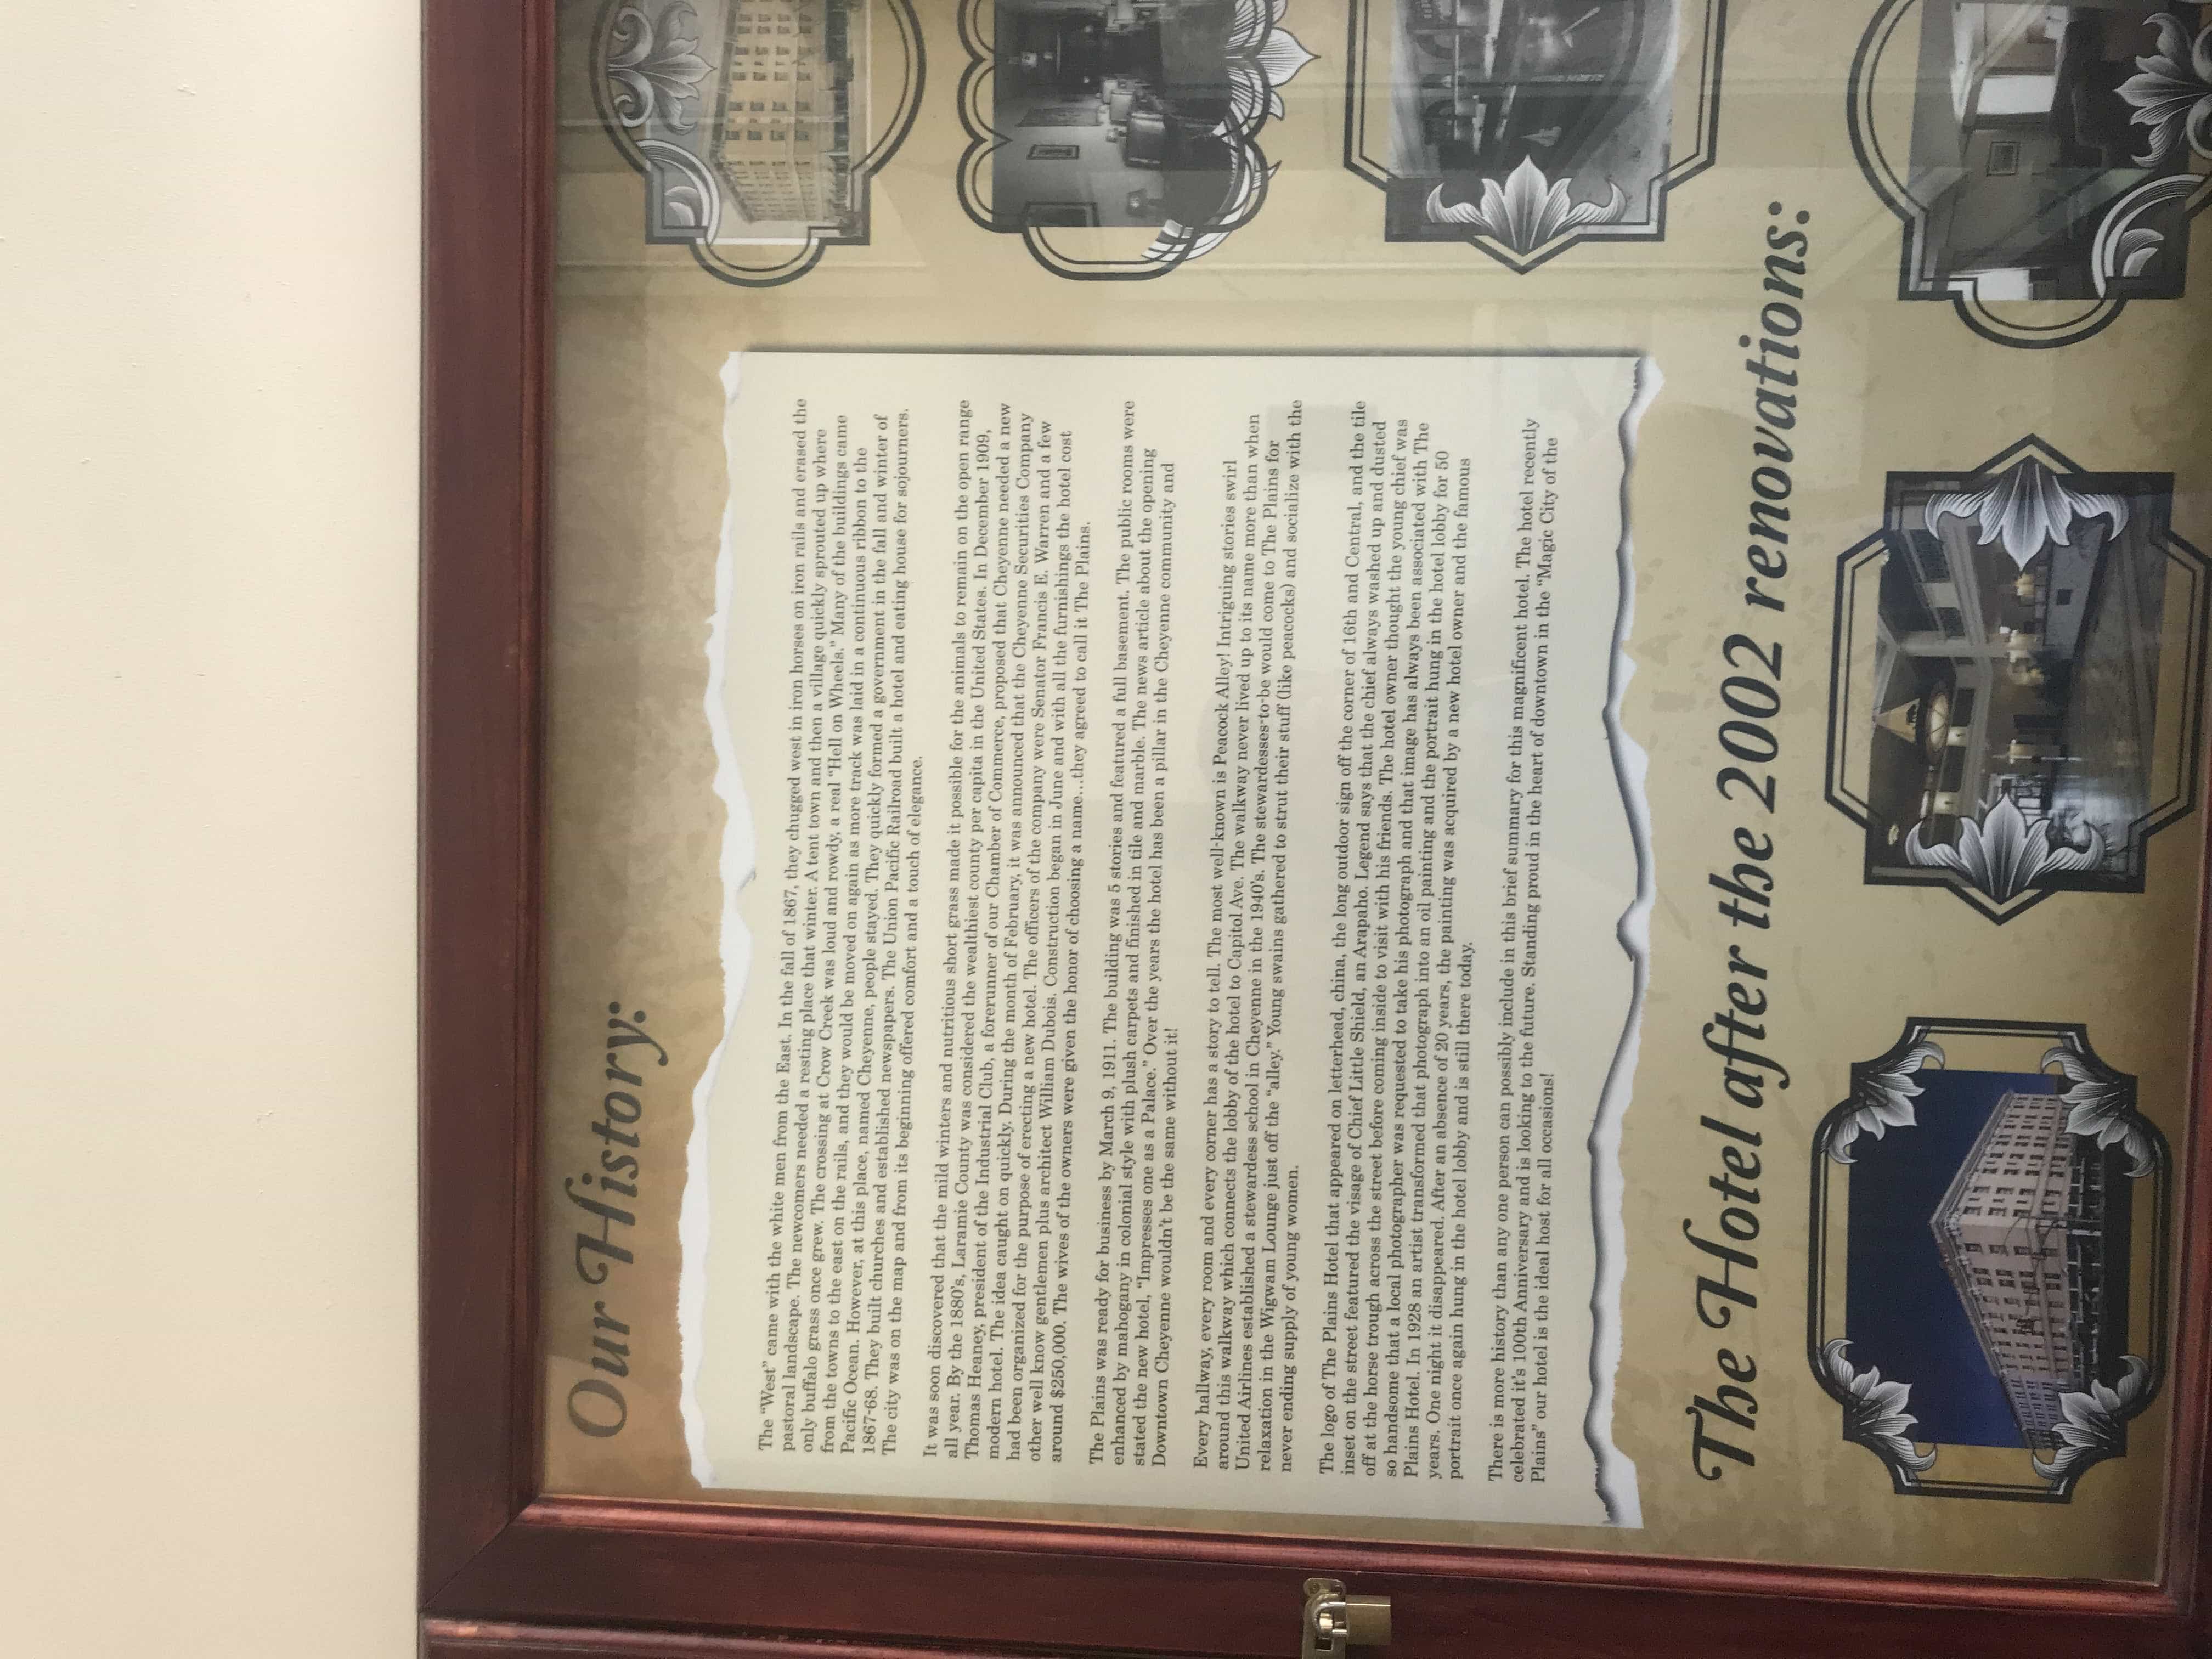 Our History:
The “West” came with the white men from the East. In the fall of 1867, they chugged west in iron horses on iron rails and erased the
pastoral landscape. The newcomers needed a resting place that winter. A tent town and then a village quickly sprouted up where
only buffalo grass once grew. The crossing at Crow Creek was loud and rowdy, a real “Hell on Wheels.” Many of the buildings came
from the towns to the east on the rails, and they would be moved on again as more track was laid in a continuous ribbon to the
Pacific Ocean. However, at this place, named Cheyenne, people stayed. They quickly formed a government in the fall and winter of
1867-68. They built churches and established newspapers. The Union Pacific Railroad built a hotel and eating house for sojourners.
The city was on the map and from its beginning offered comfort and a touch of elegance.
It was soon discovered that the mild winters and nutritious short grass made it possible for the animals to remain on the open range
all year. By the 1880’s, Laramie County was considered the wealthiest county per capita in the United States. In December 1909,
Thomas Heaney, president of the Industrial Club, a forerunner of our Chamber of Commerce, proposed that Cheyenne needed a new
modern hotel. The idea caught on quickly. During the month of February, it was announced that the Cheyenne Securities Company
had been organized for the purpose of erecting a new hotel. The officers of the company were Senator Francis E. Warren and a few
other well know gentlemen plus architect William Dubois. Construction began in June and with all the furnishings the hotel cost
around $250,000. The wives of the owners were given the honor of choosing a name...they agreed to call it The Plains.
The Plains was ready for business by March 9, 1911. The building was 5 stories and featured a full basement. The public rooms were
enhanced by mahogany in colonial style with plush carpets and finished in tile and marble. The news article about the opening
stated the new hotel, “Impresses one as a Palace.” Over the years the hotel has been a pillar in the Cheyenne community and
Downtown Cheyenne wouldn’t be the same without it!
Every hallway, every room and every corner has a story to tell. The most well-known is Peacock Alley! Intriguing stories swirl
around this walkway which connects the lobby of the hotel to Capitol Ave. The walkway never lived up to its name more than when
United Airlines established a stewardess school in Cheyenne in the 1940’s. The stewardesses-to-be would come to The Plains for
relaxation in the Wigwam Lounge just off the “alley.” Young swains gathered to strut their stuff (like peacocks) and socialize with the
never ending supply of young women.
The logo of The Plains Hotel that appeared on letterhead, china, the long outdoor sign off the corner of 16th and Central, and the tile
inset on the street featured the visage of Chief Little Shield, an Arapaho. Legend says that the chief always washed up and dusted
off at the horse trough across the street before coming inside to visit with his friends. The hotel owner thought the young chief was
so handsome that a local photographer was requested to take his photograph and that image has always been associated with The
Plains Hotel. In 1928 an artist transformed that photograph into an oil painting and the portrait hung in the hotel lobby for 50
years. One night it disappeared. After an absence of 20 years, the painting was acquired by a new hotel owner and the famous
portrait once again hung in the hotel lobby and is still there today.
There is more history than any one person can possibly include in this brief summary for this magnificent hotel. The hotel recently
celebrated it’s 100th Anniversary and is looking to the future. Standing proud in the heart of downtown in the “Magic City of the
Plains” our hotel is the ideal host for all occasions!
The Hotel after the 2002 renovations: